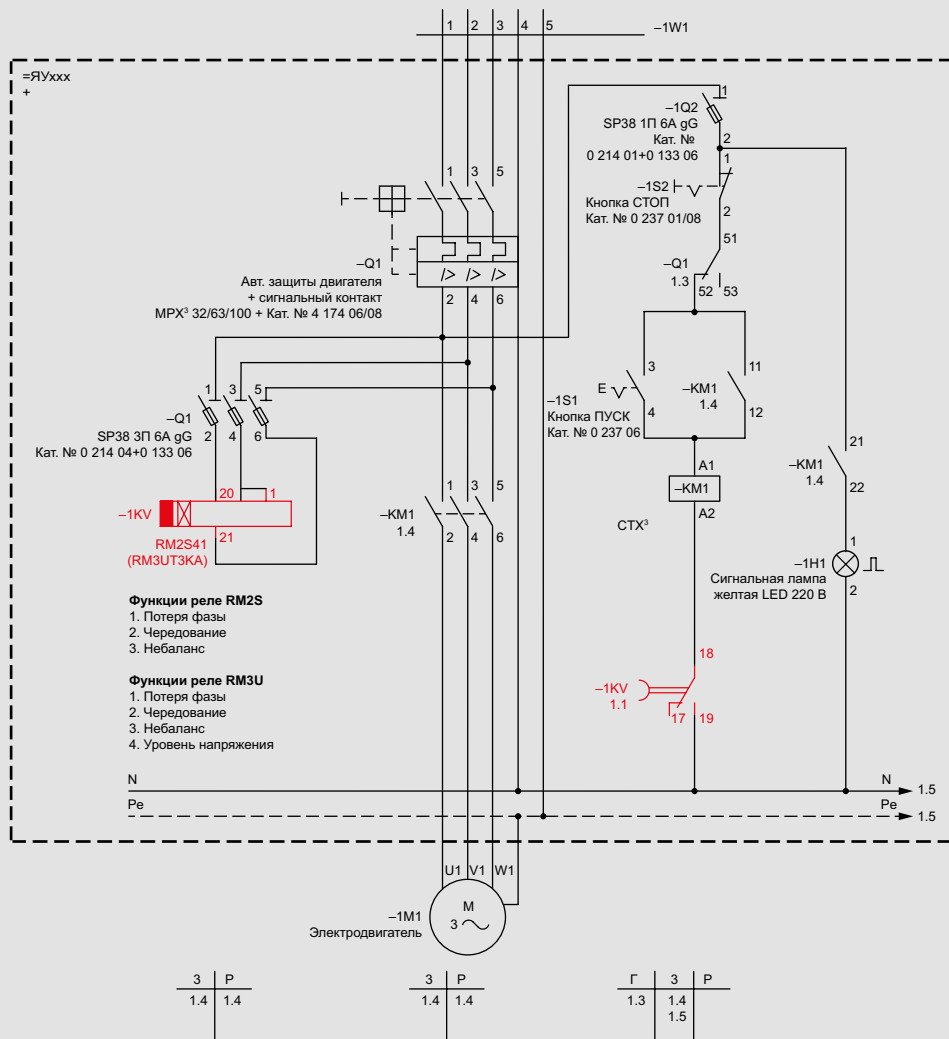 1 2 3 4 5 –1W1
=ЯУxxx
+
1
–1Q2
SP38 1П 6А gG
Кат. №
0 214 01+0 133 06
2
1
–1S2
Кнопка СТОП
Кат. № 0 237 01/08
2
1 3 5
–Q1
Авт. защиты двигателя
+ сигнальный контакт
MPX³ 32/63/100 + Кат. № 4 174 06/08
2 4 6
51
–Q1
1.3
52 53
1 3 5
–Q1
SP38 3П 6А gG
Кат. № 0 214 04+0 133 06
2 4 6
3
E
–1S1
4
Кнопка ПУСК
Кат. № 0 237 06
11
–KM1
1.4
12
21
–KM1
1.4
22
20 1
–1KV
21
RM2S41
(RM3UT3KA)
1 3 5
–KM1
1.4
2 4 6
A1
–KM1
A2
CTX³
1
–1H1
Сигнальная лампа
желтая LED 220 В
2
Функции реле RM2S
1. Потеря фазы
2. Чередование
3. Небаланс
Функции реле RM3U
1. Потеря фазы
2. Чередование
3. Небаланс
4. Уровень напряжения
18
–1KV
1.1
17 19
N N 1.5
Pe Pe 1.5
U1 V1 W1
M
3
–1M1
Электродвигатель
З Р
1.4 1.4
З Р
1.4 1.4
Г З Р
1.3 1.4
1.5